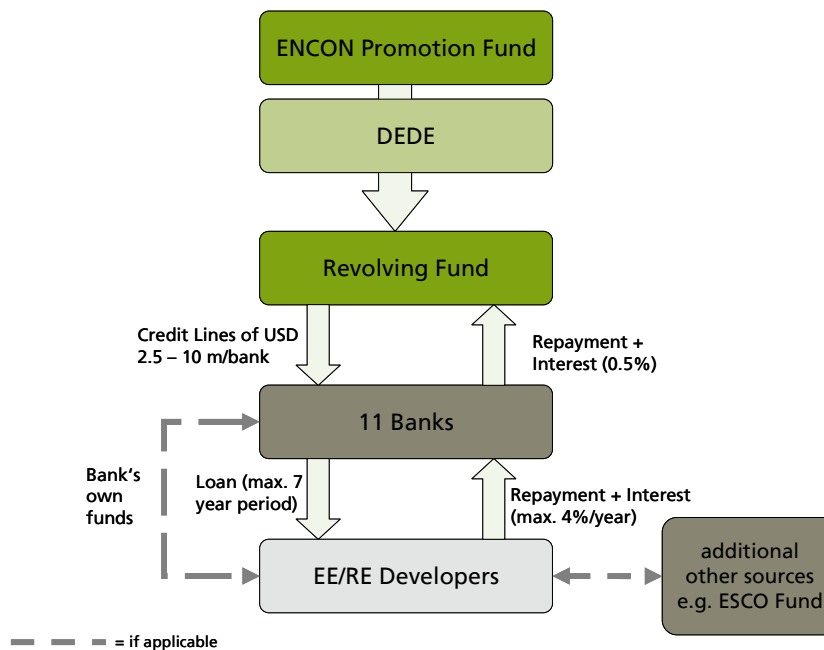 ENCON Promotion Fund
DEDE
Revolving Fund
Credit Lines of USD
2.5 – 10 m/bank
Repayment +
Interest (0.5%)
11 Banks
Bank‘s
own
funds
Loan (max. 7
year period)
Repayment + Interest
(max. 4%/year)
EE/RE Developers
additional
other sources
e.g. ESCO Fund
= if applicable